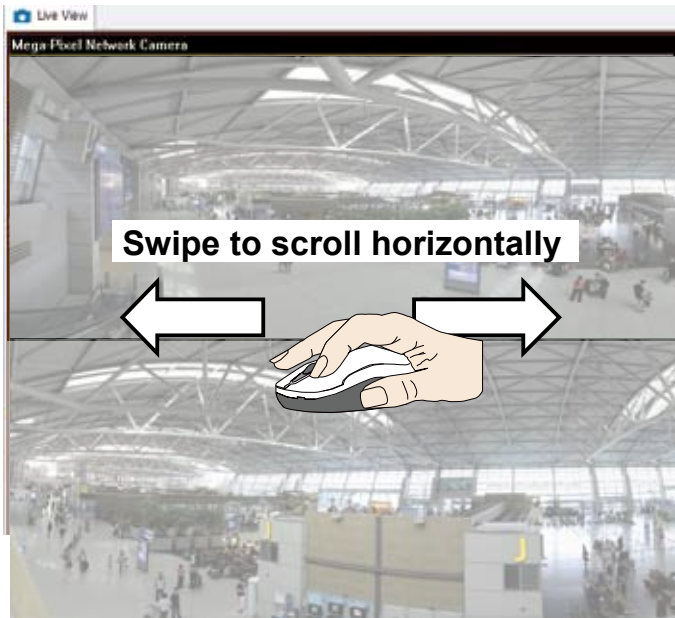 Live View
Mega-Pixel Network Camera
Swipe to scroll horizontally
J
J